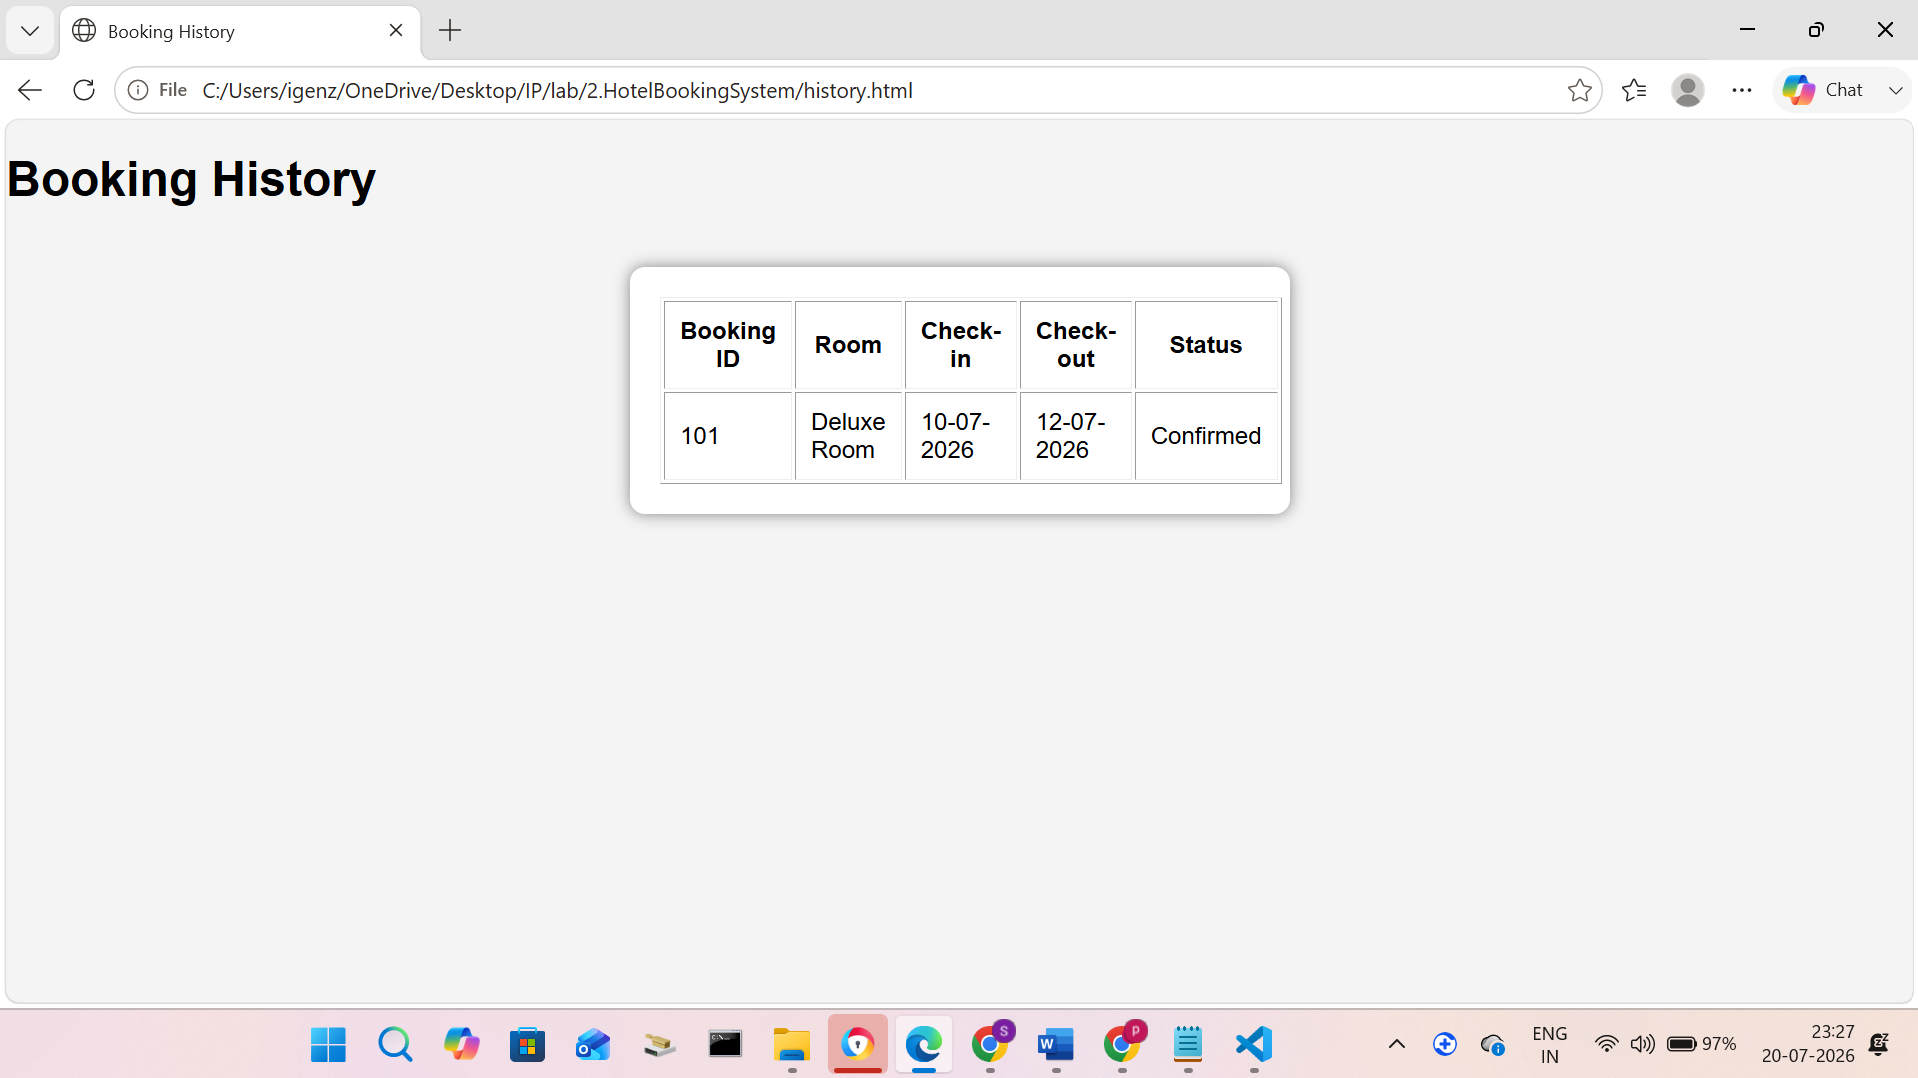 Booking History
File C:/Users/igenz/OneDrive/Desktop/IP/lab/2.HotelBookingSystem/history.html
Chat
Booking History
Booking ID Room Check-in Check-out Status
101 Deluxe Room 10-07-2026 12-07-2026 Confirmed
S
W
P
ENG
IN
97%
23:27
20-07-2026